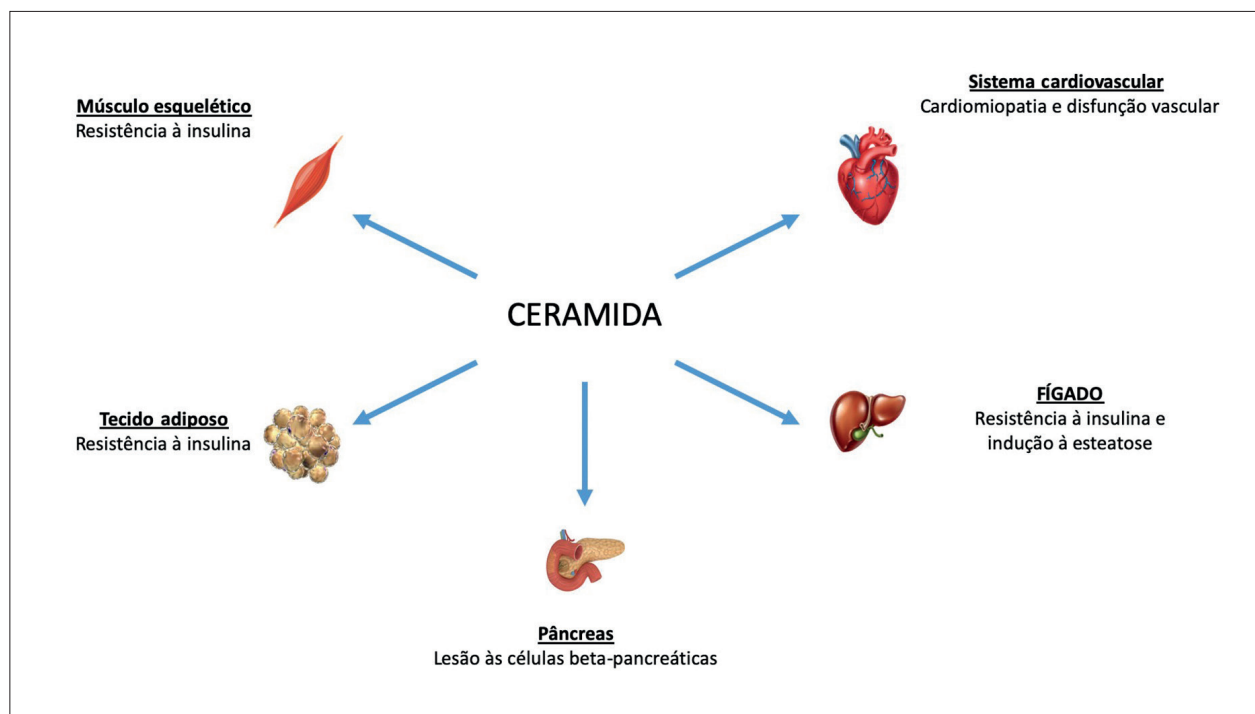 Músculo esquelético
Resistência à insulina
Sistema cardiovascular
Cardiomiopatia e disfunção vascular
CERAMIDA
Tecido adiposo
Resistência à insulina
FÍGADO
Resistência à insulina e
indução à esteatose
Pâncreas
Lesão às células beta-pancreáticas